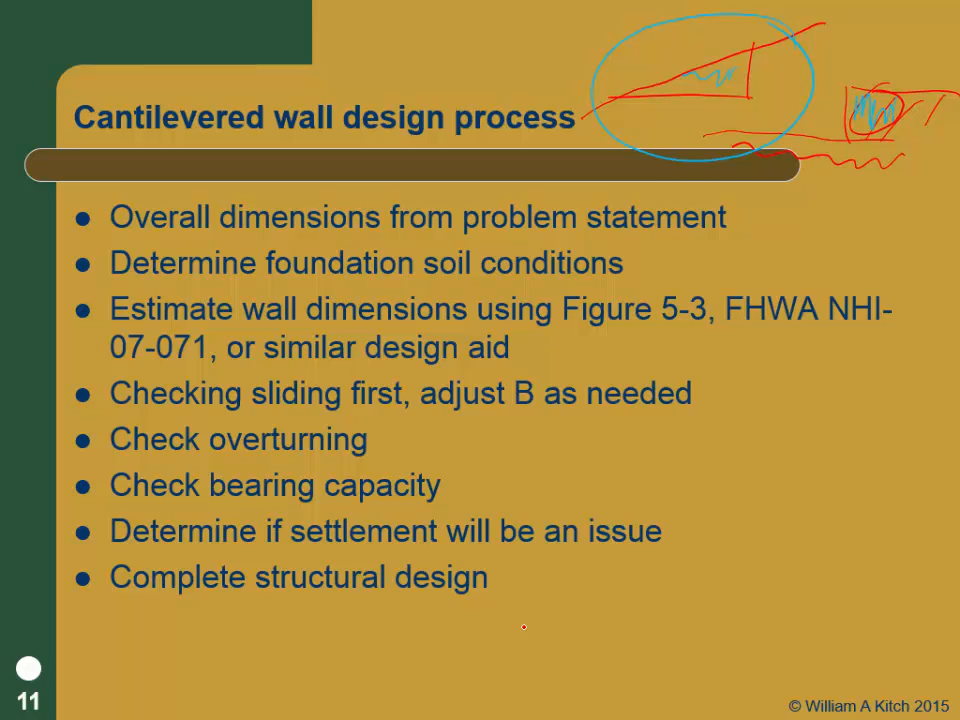 Cantilevered wall design process
Overall dimensions from problem statement
Determine foundation soil conditions
Estimate wall dimensions using Figure 5-3, FHWA NHI-
07-071, or similar design aid
Checking sliding first, adjust B as needed
Check overturning
Check bearing capacity
Determine if settlement will be an issue
Complete structural design
11
© William A Kitch 2015